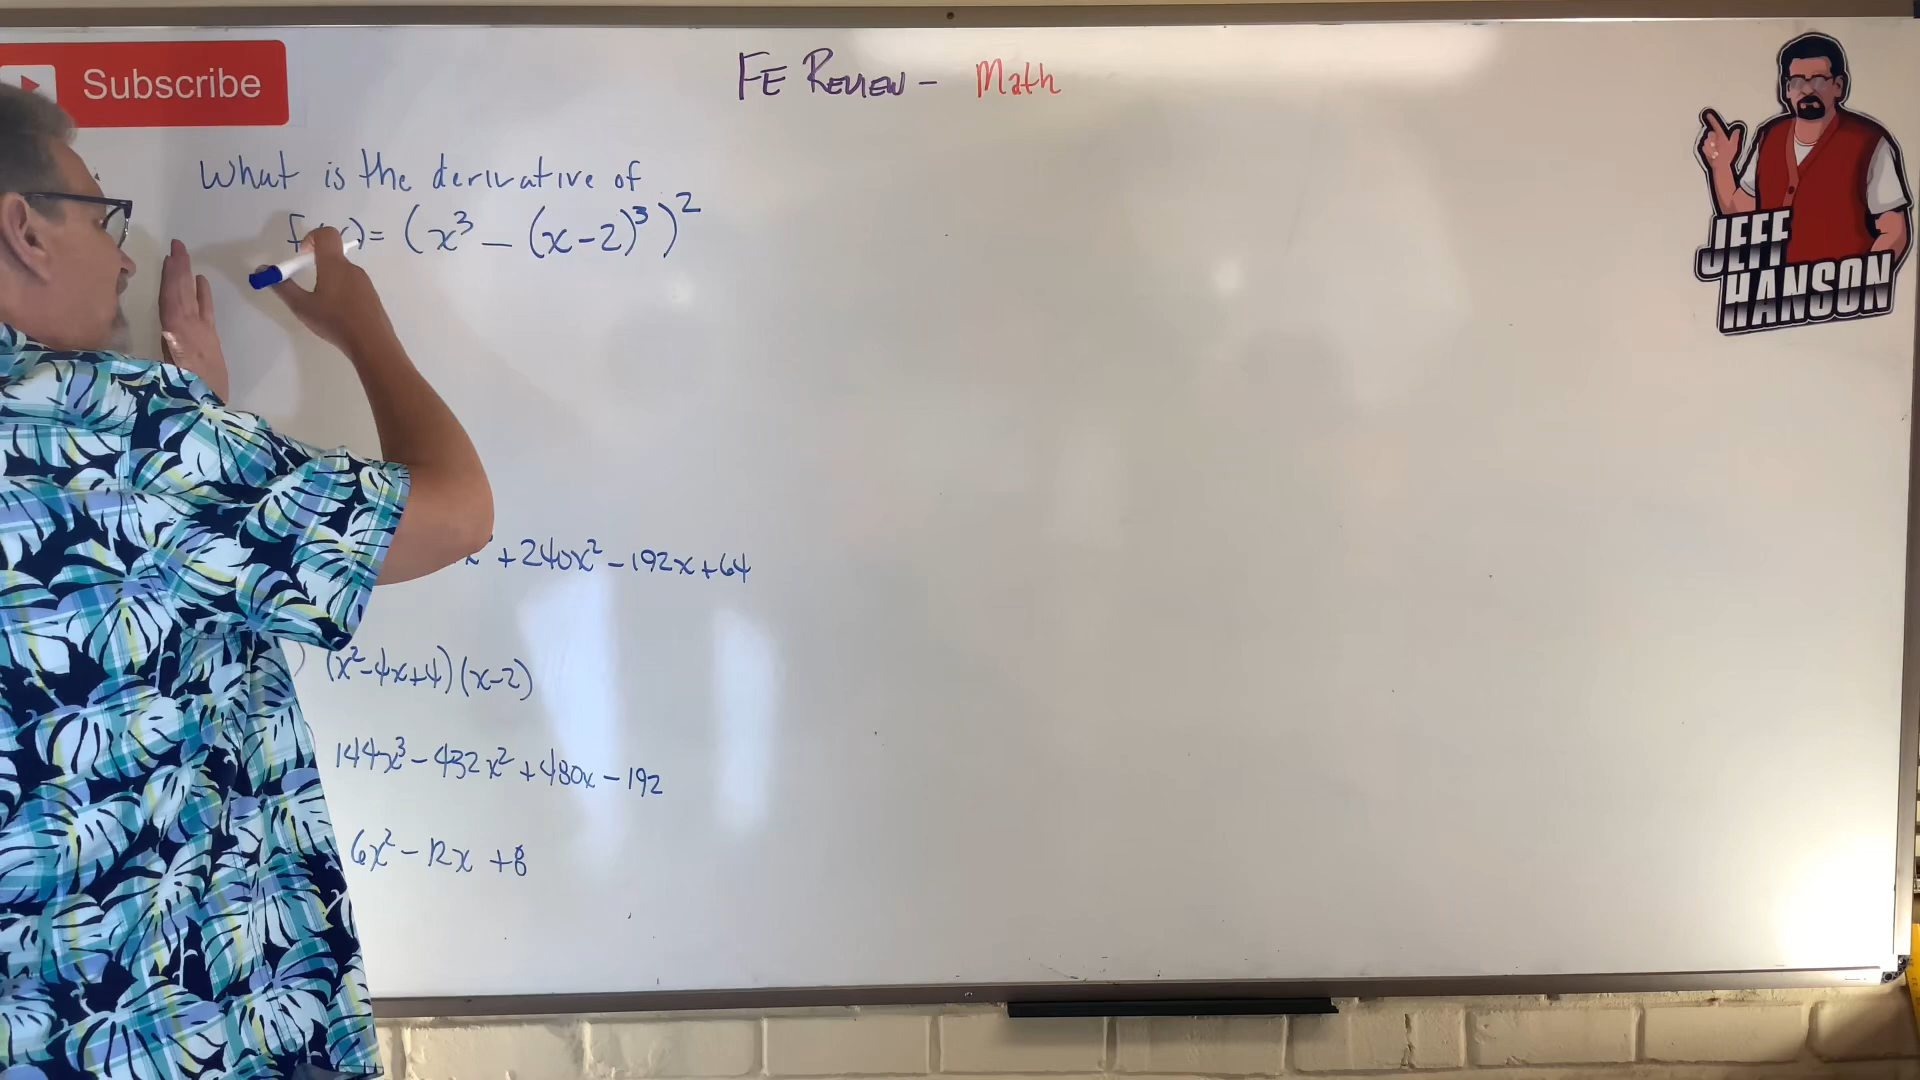 Subscribe
FE REVIEW - Math
What is the derivative of
f(x)= (x³ - (x-2)³)²
+240x² - 192x + 64
) (x²-4x+4)(x-2)
144x³ - 432x² + 480x - 192
6x² - 12x + 8
JEFF
HANSON